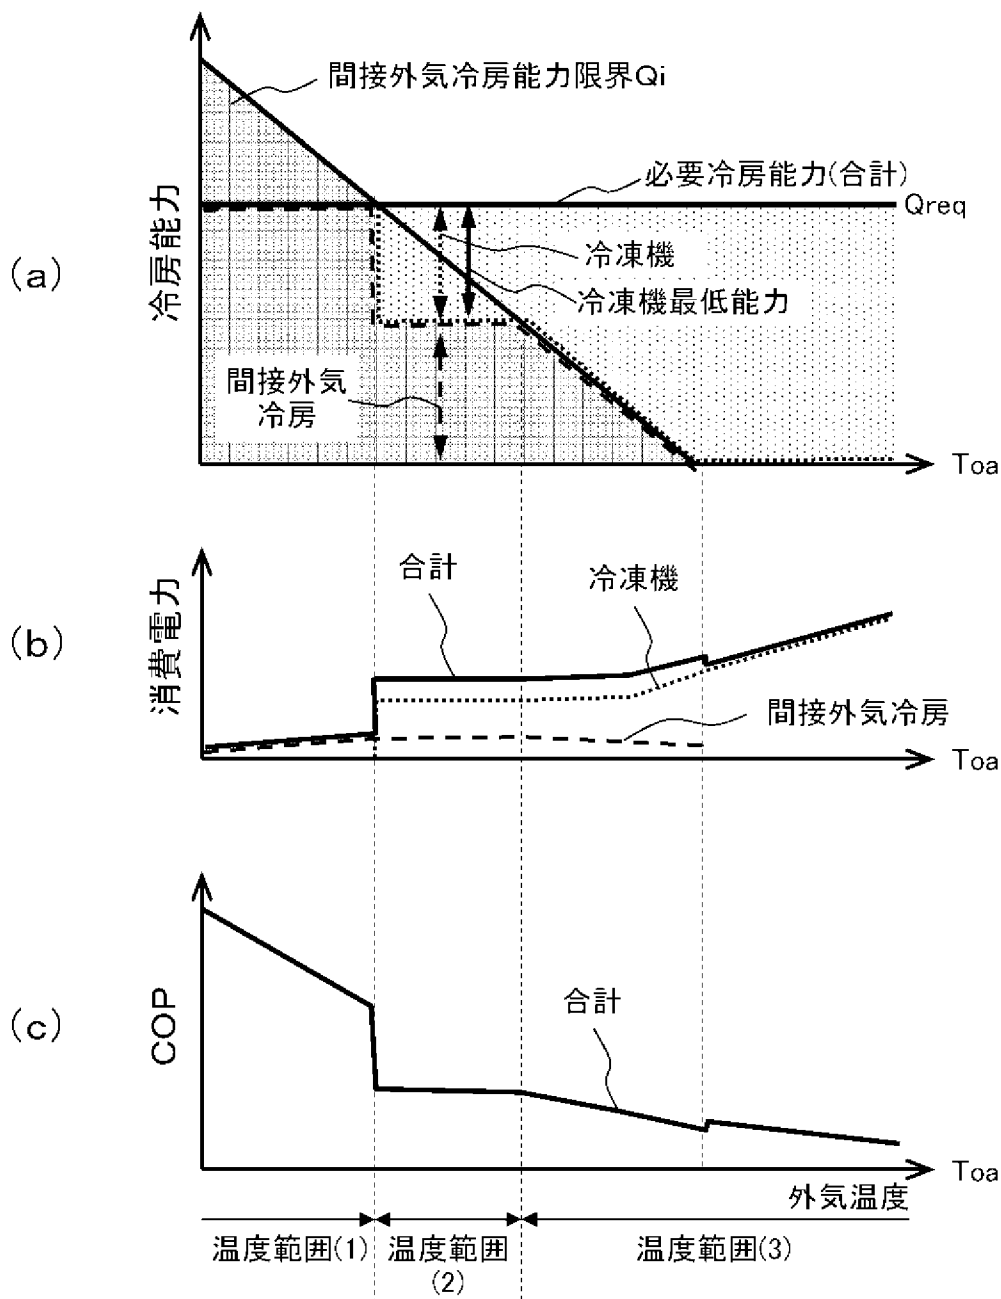 (a)
冷房能力
間接外気冷房能力限界Qi
必要冷房能力(合計)
Qreq
冷凍機
冷凍機最低能力
間接外気
冷房
Toa
(b)
消費電力
合計
冷凍機
間接外気冷房
Toa
(c)
COP
合計
Toa
外気温度
温度範囲(1)
温度範囲
(2)
温度範囲(3)